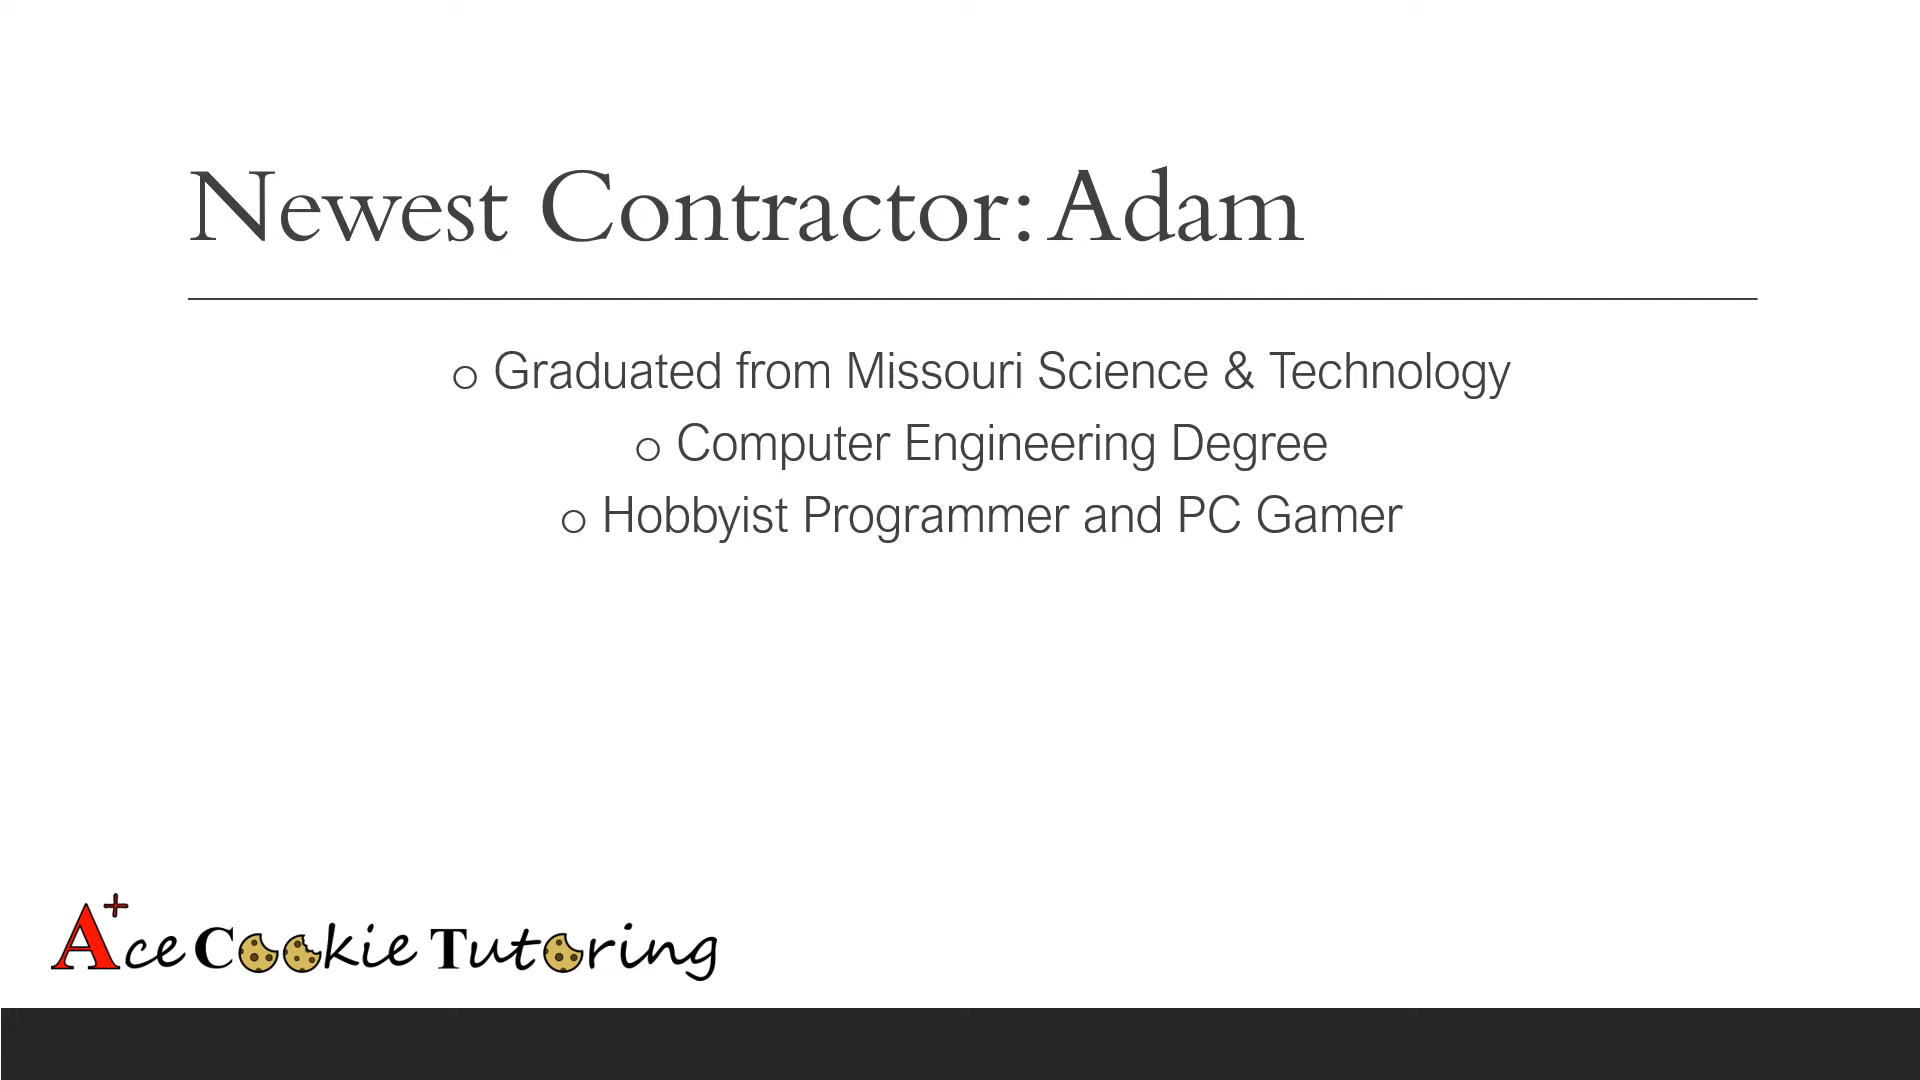 Newest Contractor: Adam
o Graduated from Missouri Science & Technology
o Computer Engineering Degree
o Hobbyist Programmer and PC Gamer
A+ce Cookie Tutoring